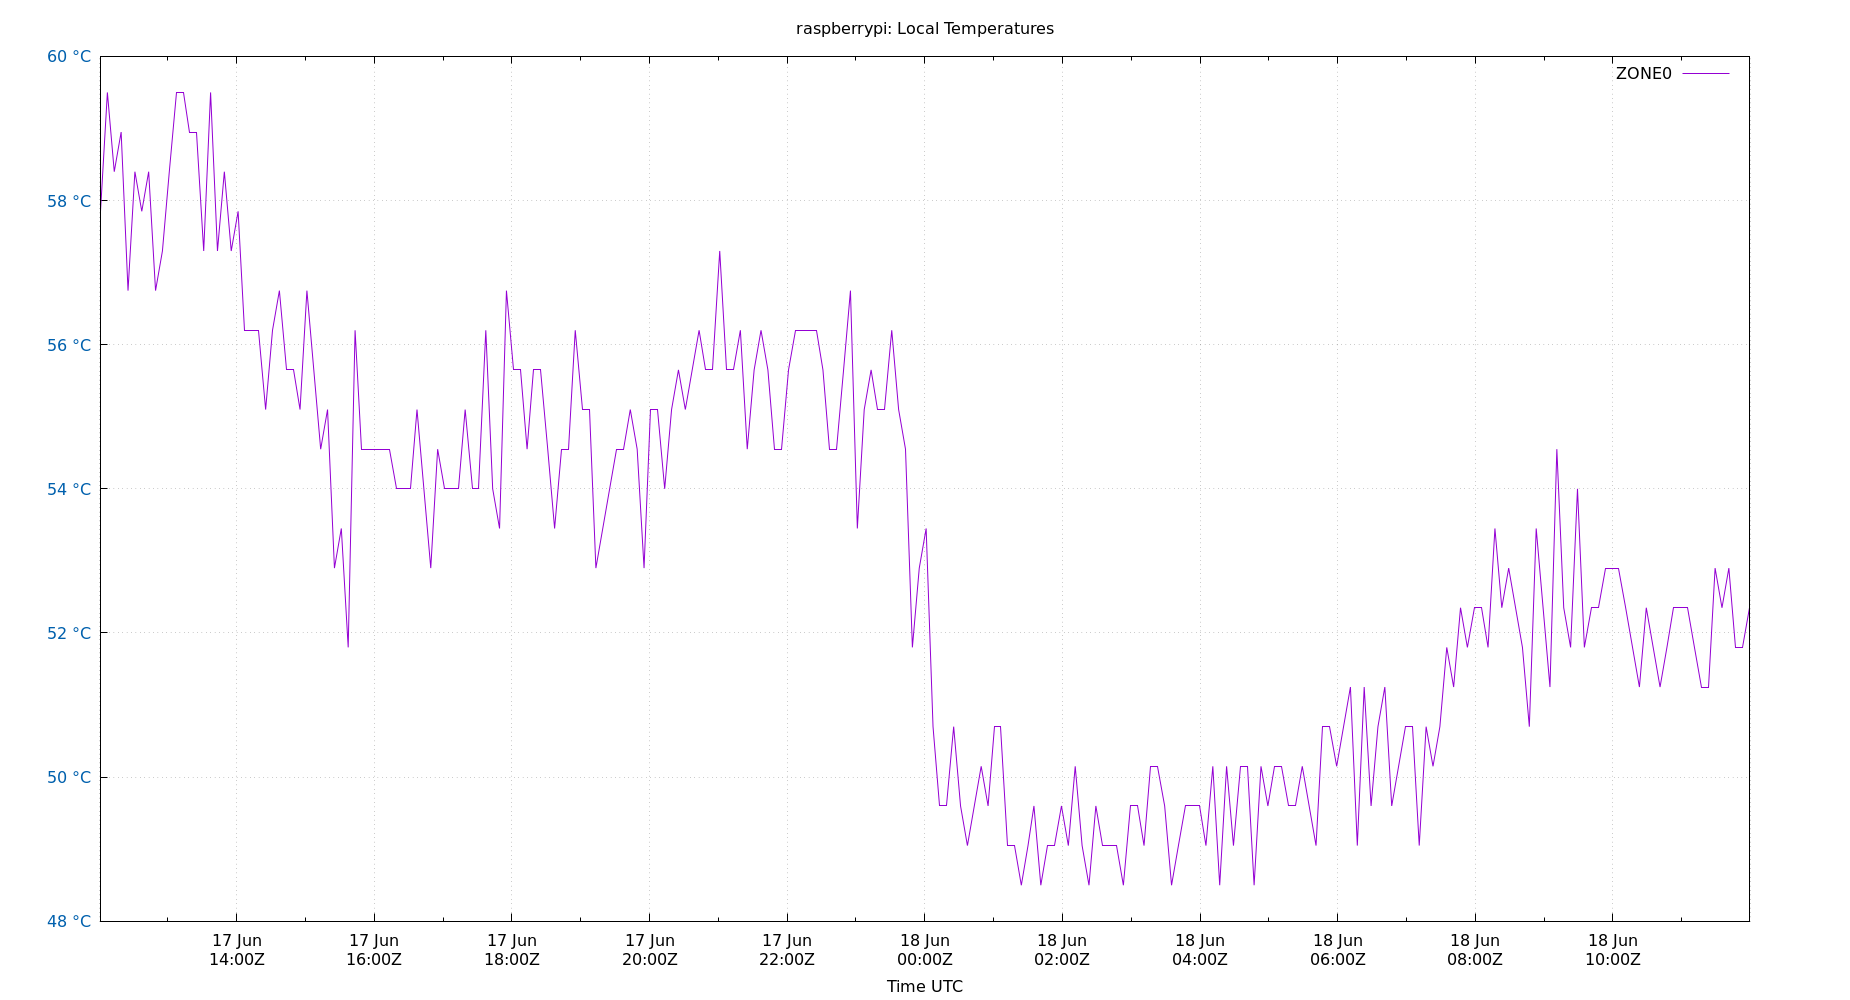 raspberrypi: Local Temperatures
60 °C
58 °C
56 °C
54 °C
52 °C
50 °C
48 °C
ZONE0
17 Jun 17 Jun 17 Jun 17 Jun 17 Jun 18 Jun 18 Jun 18 Jun 18 Jun 18 Jun 18 Jun
14:00Z 16:00Z 18:00Z 20:00Z 22:00Z 00:00Z 02:00Z 04:00Z 06:00Z 08:00Z 10:00Z
Time UTC